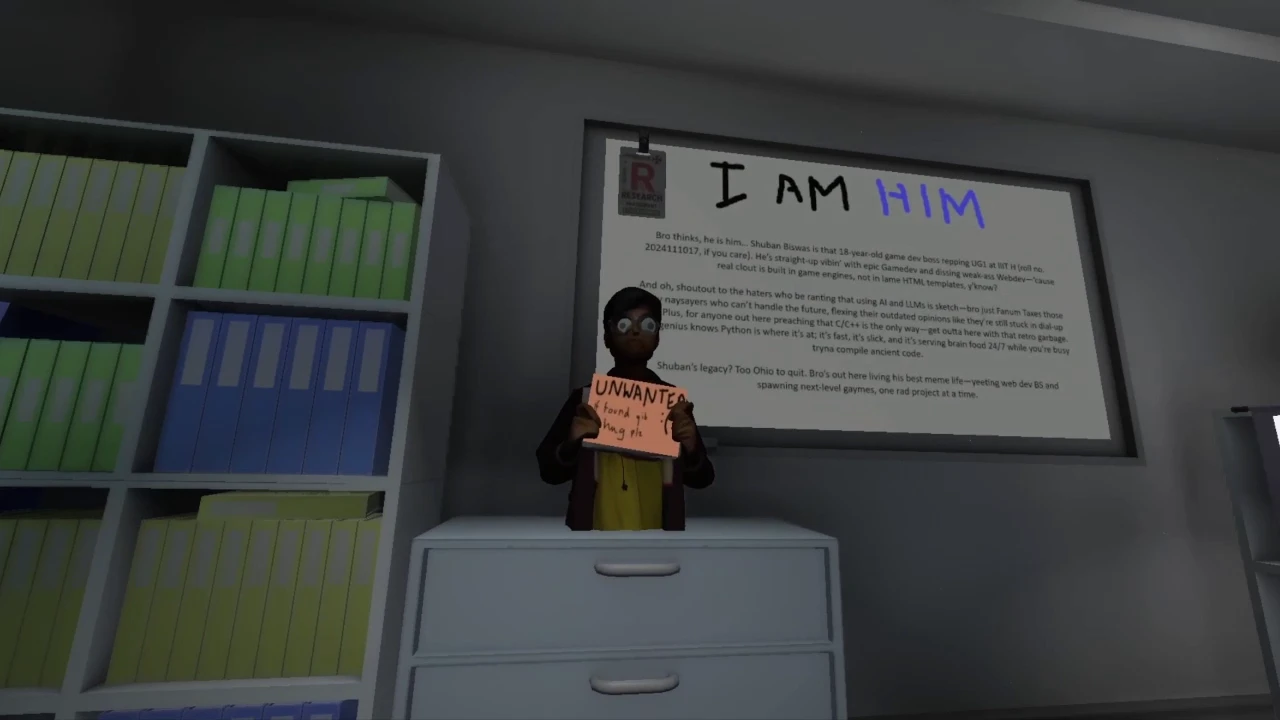 I AM HIM
R
RESEARCH
Bro thinks, he is him... Shuban Biswas is that 18-year-old game dev boss repping UG1 at IIIT H [roll no.
2024111017, if you care]. He's straight-up vibin' with epic Gamedev and dissing weak-ass Webdev—'cause
real clout is built in game engines, not in lame HTML templates, y'know?
And oh, shoutout to the haters who be ranting that using AI and LLMs is sketch—bro just Fanum Taxes those
naysayers who can't handle the future, flexing their outdated opinions like they're still stuck in dial-up
Plus, for anyone out here preaching that C/C++ is the only way—get outta here with that retro garbage.
genius knows Python is where it's at; it's fast, it's slick, and it's serving brain food 24/7 while you're busy
tryna compile ancient code.
Shuban's legacy? Too Ohio to quit. Bro's out here living his best meme life—yeeting web dev BS and
spawning next-level gaymes, one rad project at a time.
UNWANTED
if found giv
hug pls :(